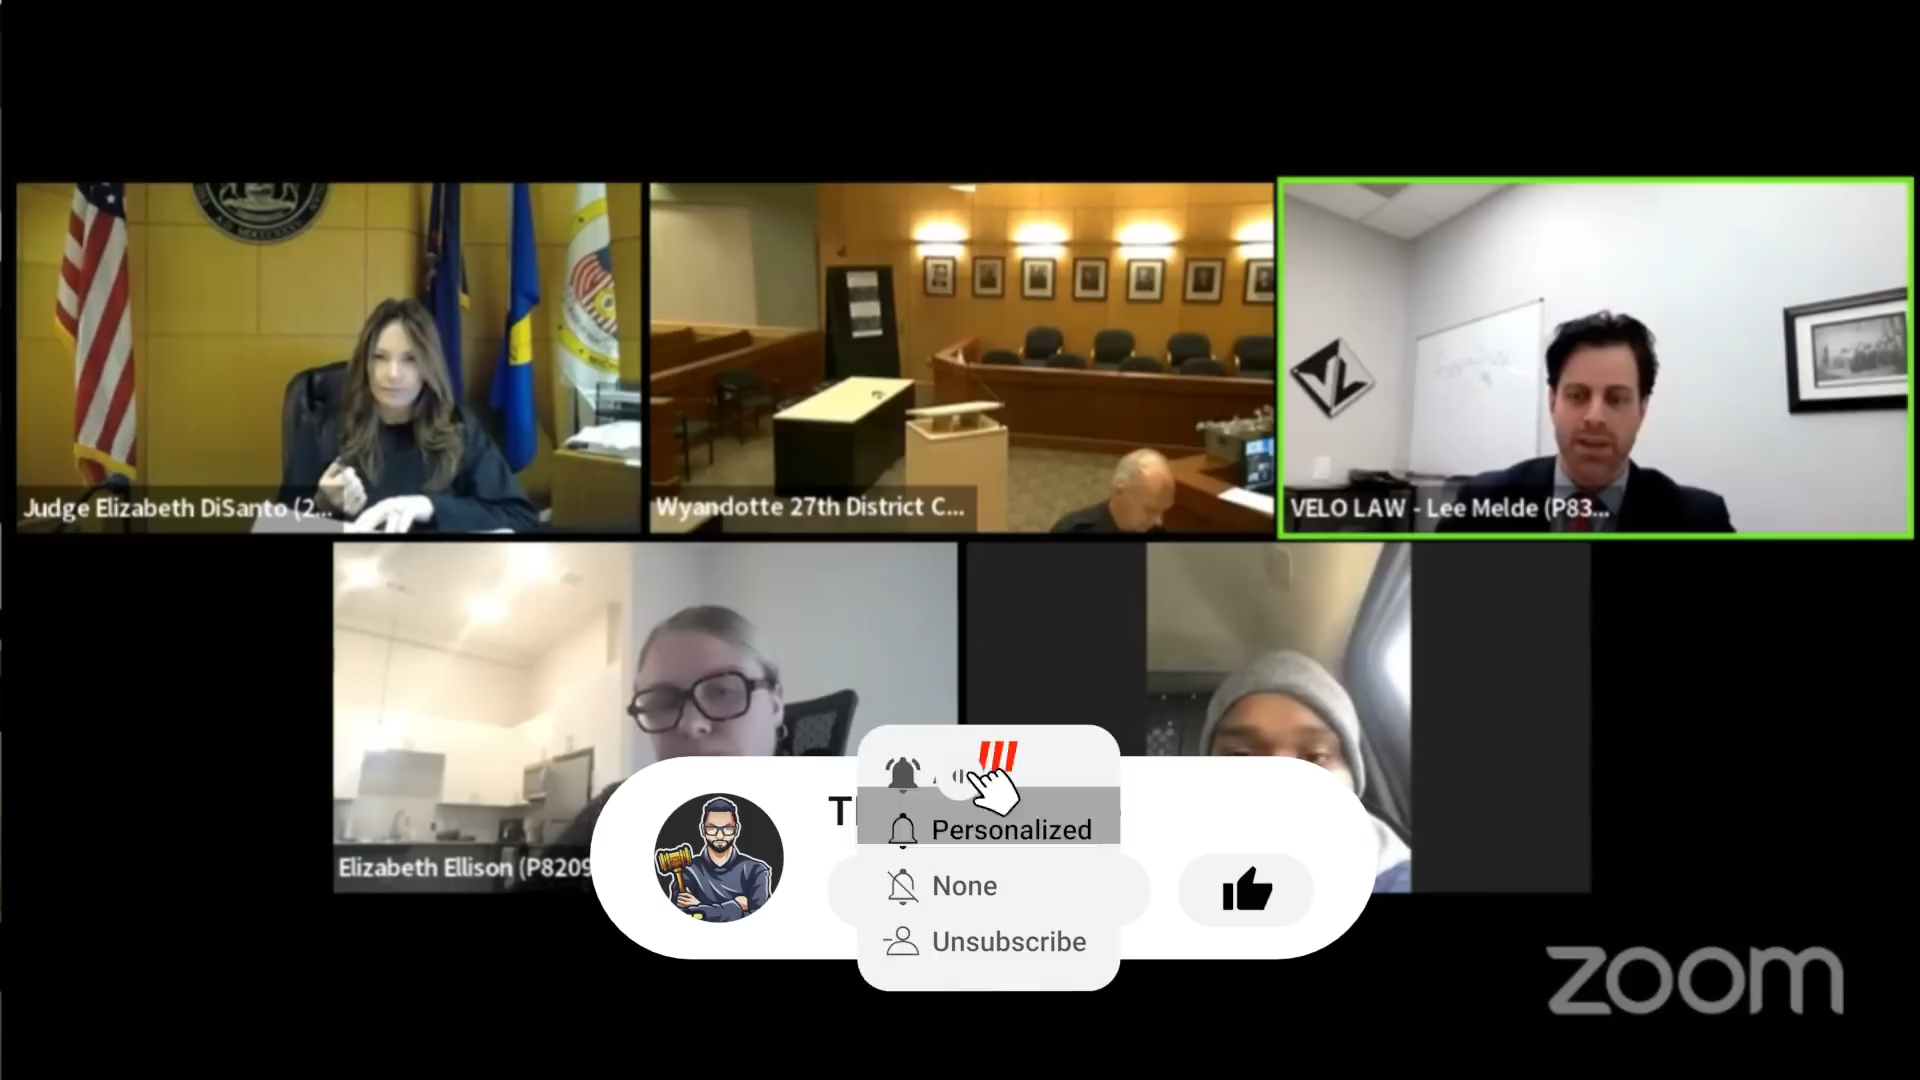 Judge Elizabeth DiSanto (2...
Wyandotte 27th District C...
VELO LAW - Lee Melde (P83...
Elizabeth Ellison (P8209
Personalized
None
Unsubscribe
zoom